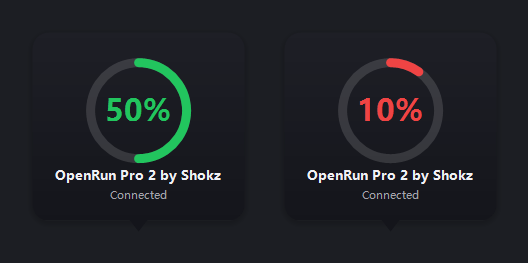 50%
OpenRun Pro 2 by Shokz
Connected
10%
OpenRun Pro 2 by Shokz
Connected